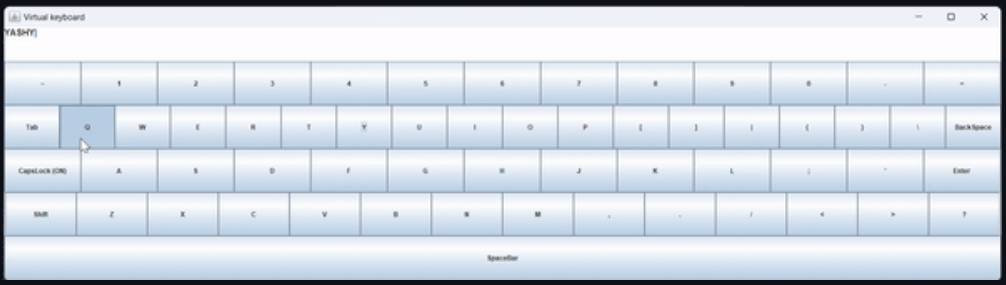 Virtual keyboard
YASHY
~ 1 2 3 4 5 6 7 8 9 0 - =
Tab Q W E R T Y U I O P [ ] | { } \ BackSpace
CapsLock (ON) A S D F G H J K L ; " Enter
Shift Z X C V B N M , . / < > ?
SpaceBar